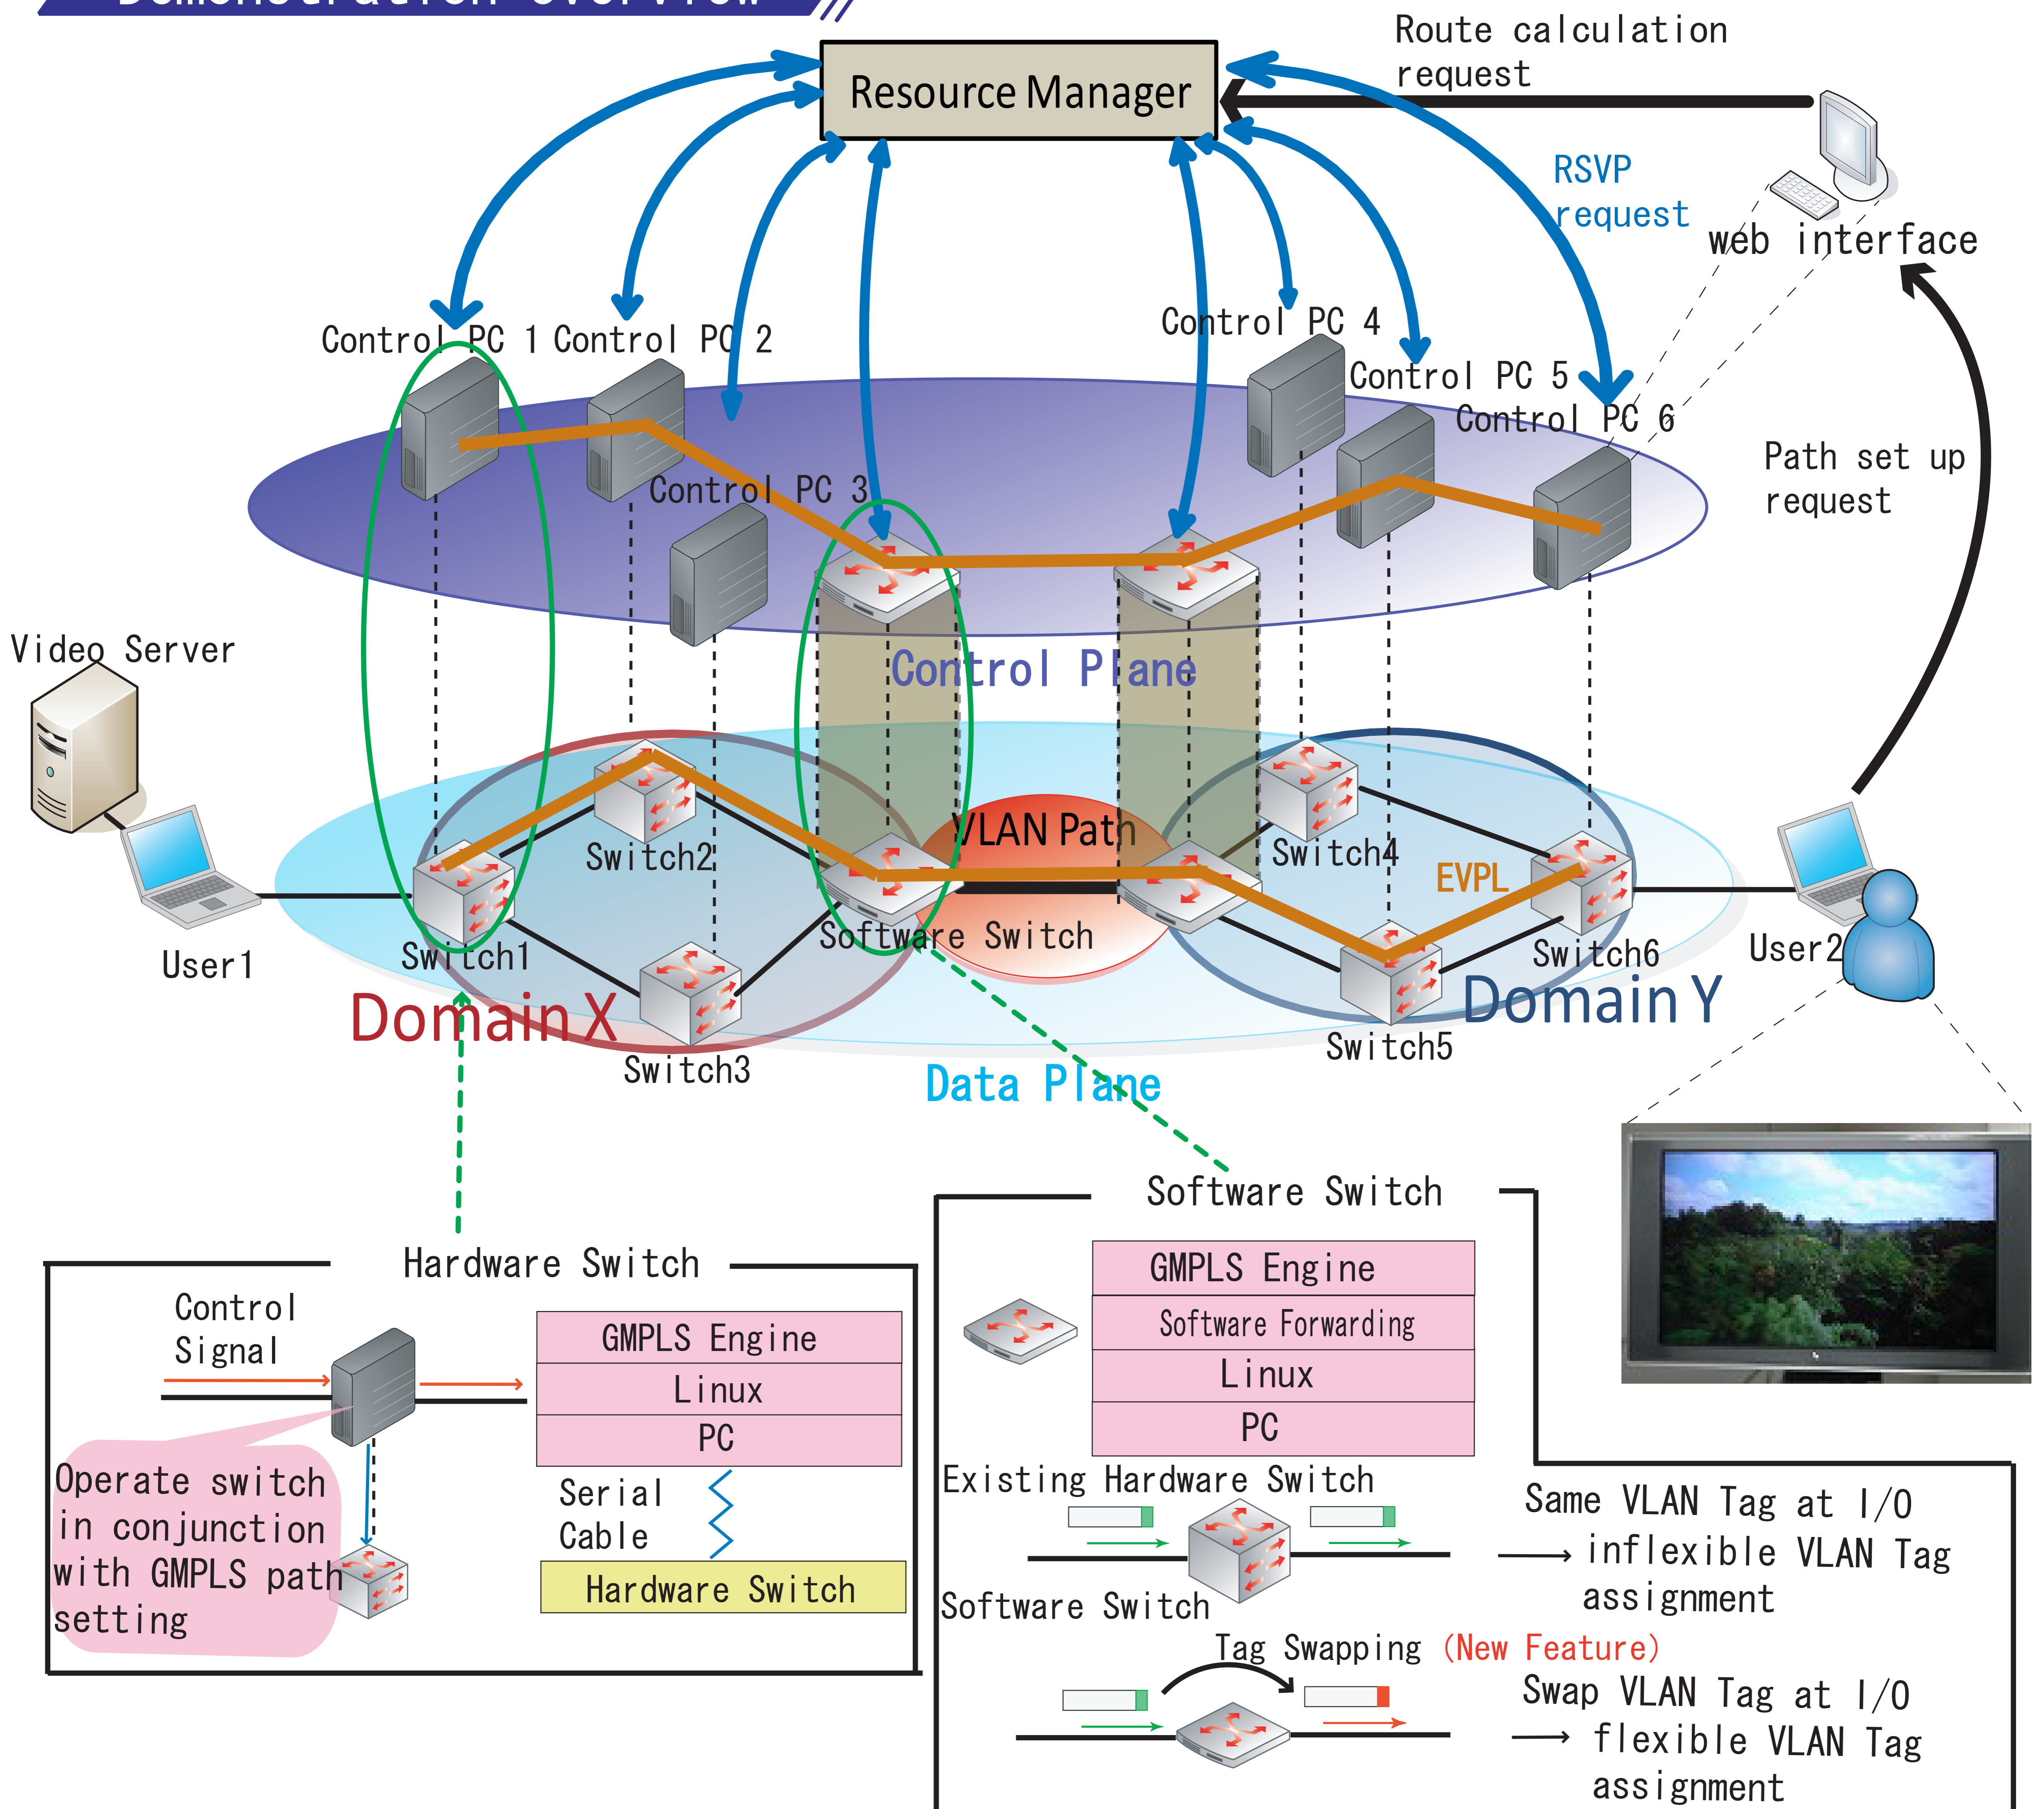 Demonstration Overview
Resource Manager
Route calculation
request
RSVP
request
web interface
Control PC 1
Control PC 2
Control PC 3
Control PC 4
Control PC 5
Control PC 6
Path set up
request
Video Server
Control Plane
VLAN Path
Switch2
Switch4
EVPL
Software Switch
Switch1
Switch6
User1
User2
Domain X
Domain Y
Switch3
Switch5
Data Plane
Hardware Switch
Control
Signal
GMPLS Engine
Linux
PC
Serial
Cable
Hardware Switch
Operate switch
in conjunction
with GMPLS path
setting
Software Switch
GMPLS Engine
Software Forwarding
Linux
PC
Existing Hardware Switch
Same VLAN Tag at I/O
inflexible VLAN Tag
assignment
Software Switch
Tag Swapping (New Feature)
Swap VLAN Tag at I/O
flexible VLAN Tag
assignment